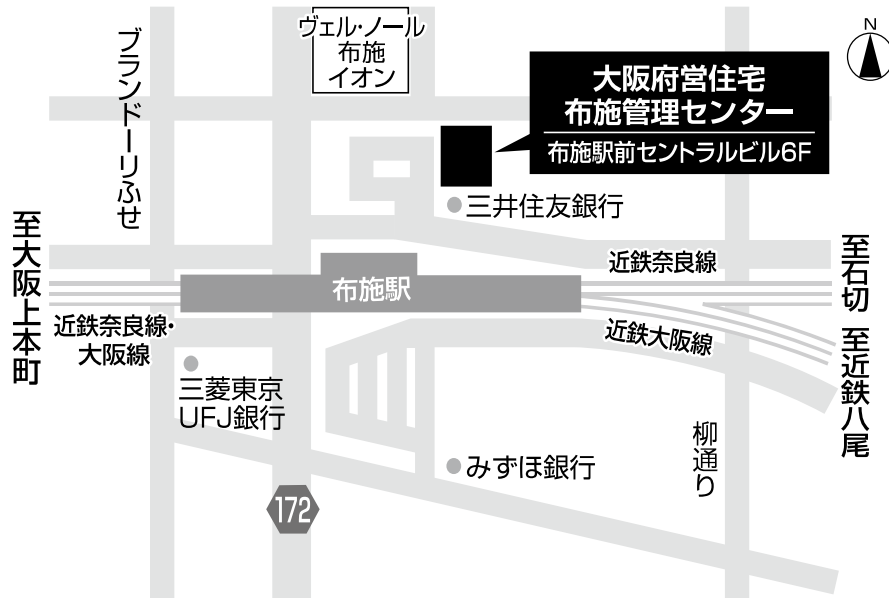 ヴェル・ノール
布施
イオン
N
ブランドーリふせ
大阪府営住宅
布施管理センター
布施駅前セントラルビル6F
三井住友銀行
至大阪上本町
近鉄奈良線
至石切
布施駅
近鉄奈良線・
大阪線
近鉄大阪線
至近鉄八尾
三菱東京
UFJ銀行
柳通り
みずほ銀行
172